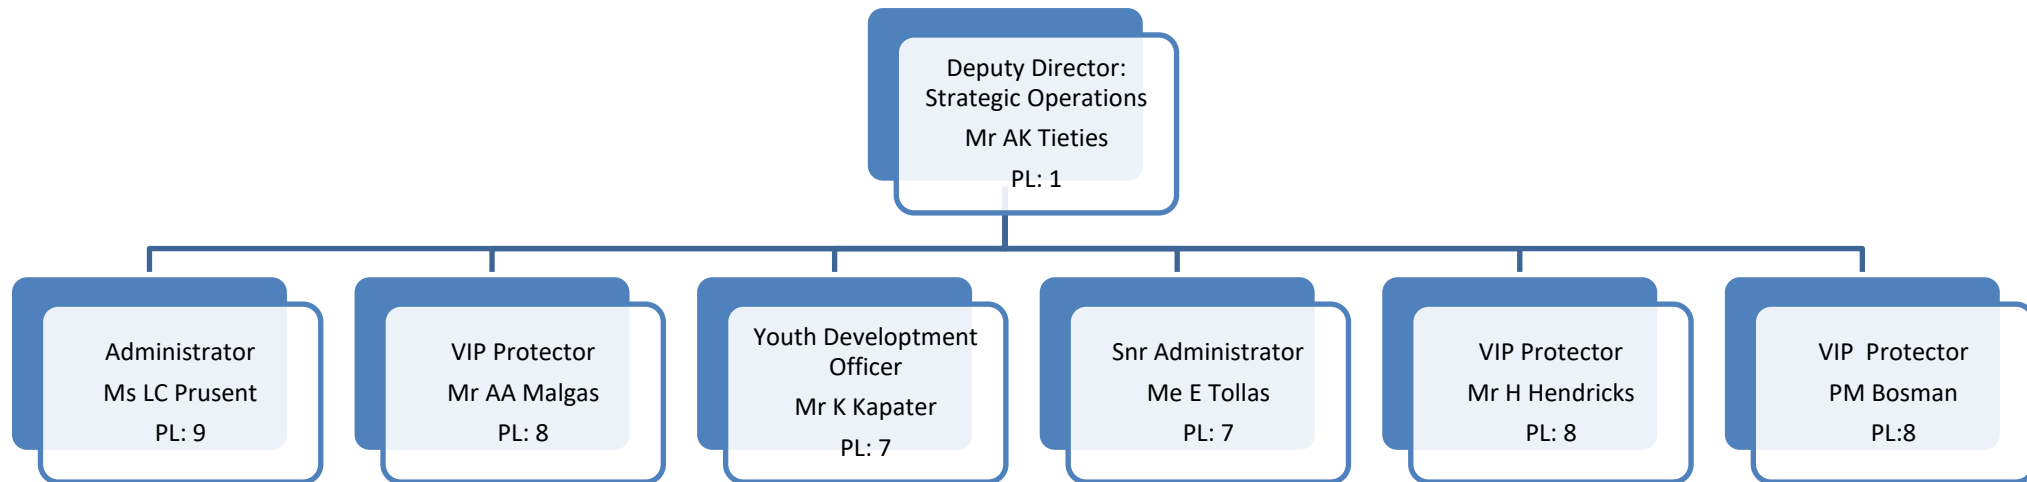 Deputy Director:
Strategic Operations
Mr AK Tieties
PL: 1
Administrator
Ms LC Prusent
PL: 9
VIP Protector
Mr AA Malgas
PL: 8
Youth Developtment
Officer
Mr K Kapater
PL: 7
Snr Administrator
Me E Tollas
PL: 7
VIP Protector
Mr H Hendricks
PL: 8
VIP  Protector
PM Bosman
PL:8